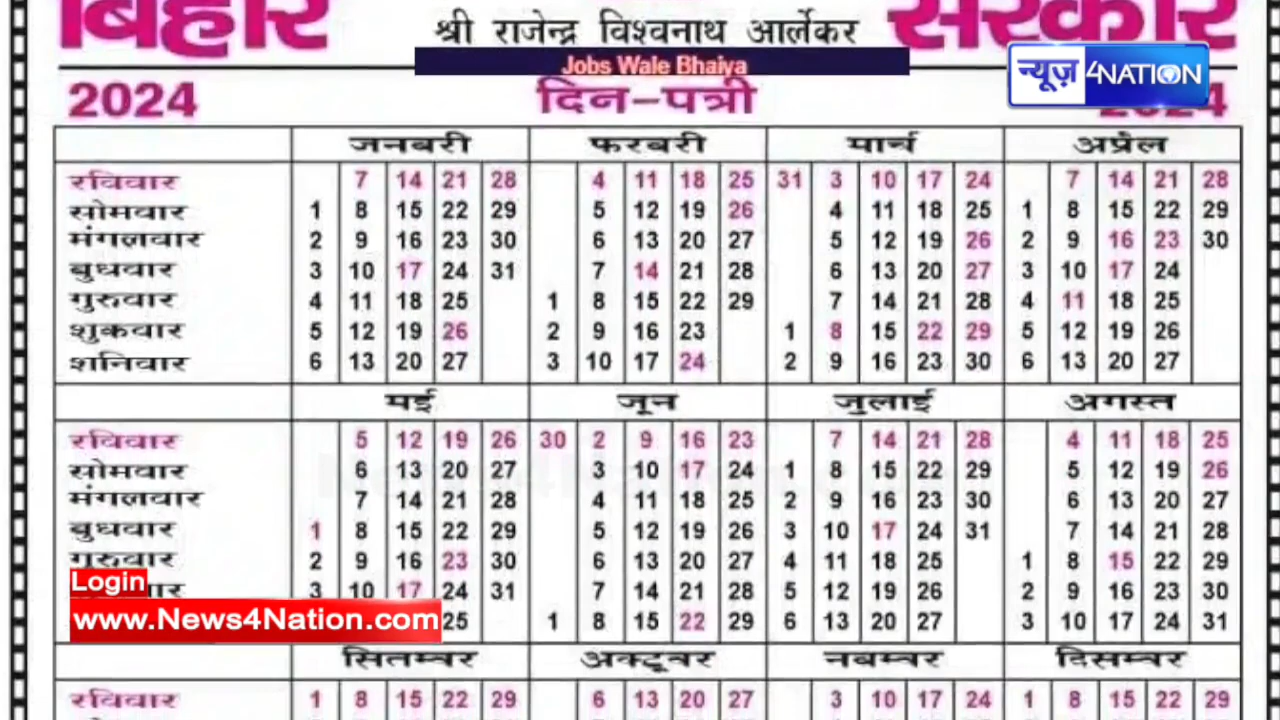 बिहार सरकार
श्री राजेन्द्र विश्वनाथ आर्लेकर
Jobs Wale Bhaiya
न्यूज़ 4NATION
2024 दिन-पत्री 2024
जनबरी फरबरी मार्च अप्रैल
रविवार 7 14 21 28 4 11 18 25 31 3 10 17 24 7 14 21 28
सोमवार 1 8 15 22 29 5 12 19 26 4 11 18 25 1 8 15 22 29
मंगलवार 2 9 16 23 30 6 13 20 27 5 12 19 26 2 9 16 23 30
बुधवार 3 10 17 24 31 7 14 21 28 6 13 20 27 3 10 17 24
गुरुवार 4 11 18 25 1 8 15 22 29 7 14 21 28 4 11 18 25
शुक्रवार 5 12 19 26 2 9 16 23 1 8 15 22 29 5 12 19 26
शनिवार 6 13 20 27 3 10 17 24 2 9 16 23 30 6 13 20 27
मई जून जुलाई अगस्त
रविवार 5 12 19 26 30 2 9 16 23 7 14 21 28 4 11 18 25
सोमवार 6 13 20 27 3 10 17 24 1 8 15 22 29 5 12 19 26
मंगलवार 7 14 21 28 4 11 18 25 2 9 16 23 30 6 13 20 27
बुधवार 1 8 15 22 29 5 12 19 26 3 10 17 24 31 7 14 21 28
गुरुवार 2 9 16 23 30 6 13 20 27 4 11 18 25 1 8 15 22 29
Login
3 10 17 24 31 7 14 21 28 5 12 19 26 2 9 16 23 30
www.News4Nation.com
25 1 8 15 22 29 6 13 20 27 3 10 17 24 31
सितम्वर अक्टूवर नबम्वर दिसम्वर
रविवार 1 8 15 22 29 6 13 20 27 3 10 17 24 1 8 15 22 29